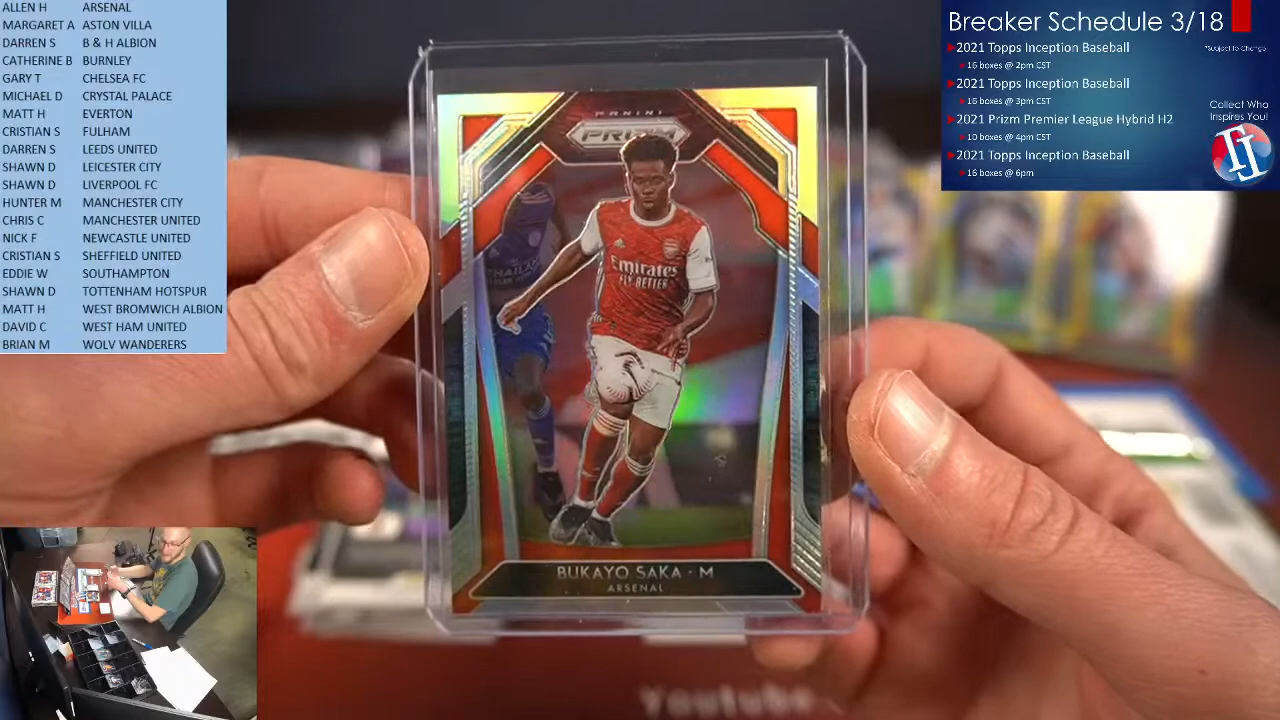 ALLEN H ARSENAL
MARGARET A ASTON VILLA
DARREN S B & H ALBION
CATHERINE B BURNLEY
GARY T CHELSEA FC
MICHAEL D CRYSTAL PALACE
MATT H EVERTON
CRISTIAN S FULHAM
DARREN S LEEDS UNITED
SHAWN D LEICESTER CITY
SHAWN D LIVERPOOL FC
HUNTER M MANCHESTER CITY
CHRIS C MANCHESTER UNITED
NICK F NEWCASTLE UNITED
CRISTIAN S SHEFFIELD UNITED
EDDIE W SOUTHAMPTON
SHAWN D TOTTENHAM HOTSPUR
MATT H WEST BROMWICH ALBION
DAVID C WEST HAM UNITED
BRIAN M WOLV WANDERERS
Breaker Schedule 3/18
2021 Topps Inception Baseball
*Subject to Change
16 boxes @ 2pm CST
2021 Topps Inception Baseball
16 boxes @ 3pm CST
2021 Prizm Premier League Hybrid H2
10 boxes @ 4pm CST
2021 Topps Inception Baseball
16 boxes @ 6pm
Collect Who
Inspires You!
PANINI
PRIZM
Emirates
FLY BETTER
BUKAYO SAKA · M
ARSENAL
Youtube